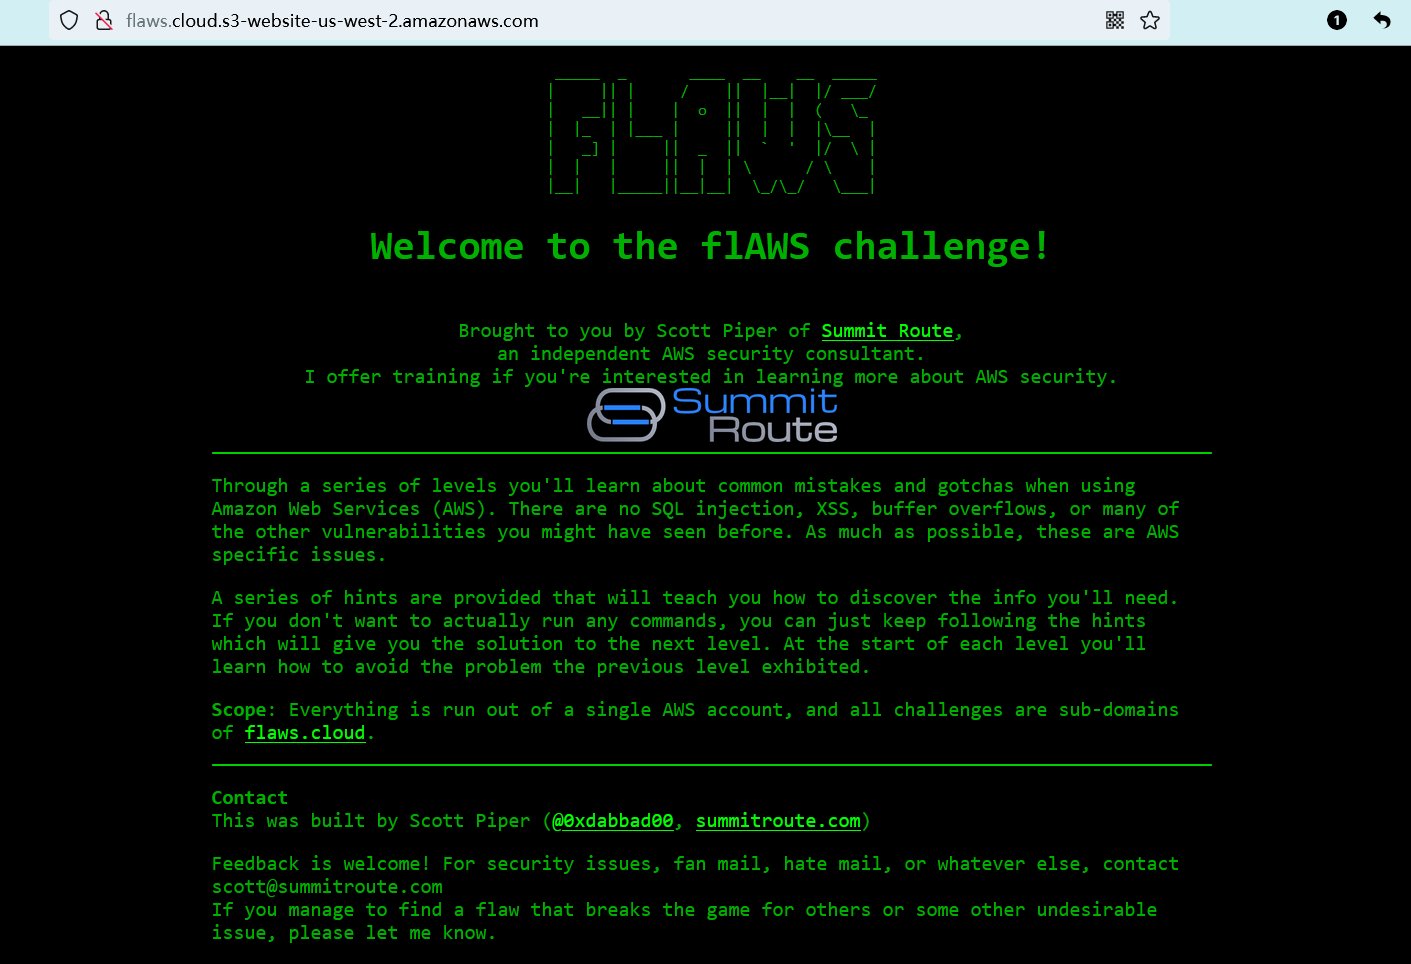 flaws.cloud.s3-website-us-west-2.amazonaws.com
1
FLAWS
Welcome to the flAWS challenge!
Brought to you by Scott Piper of Summit Route,
an independent AWS security consultant.
I offer training if you're interested in learning more about AWS security.
Summit
Route
Through a series of levels you'll learn about common mistakes and gotchas when using
Amazon Web Services (AWS). There are no SQL injection, XSS, buffer overflows, or many of
the other vulnerabilities you might have seen before. As much as possible, these are AWS
specific issues.
A series of hints are provided that will teach you how to discover the info you'll need.
If you don't want to actually run any commands, you can just keep following the hints
which will give you the solution to the next level. At the start of each level you'll
learn how to avoid the problem the previous level exhibited.
Scope: Everything is run out of a single AWS account, and all challenges are sub-domains
of flaws.cloud.
Contact
This was built by Scott Piper (@0xdabbad00, summitroute.com)
Feedback is welcome! For security issues, fan mail, hate mail, or whatever else, contact
scott@summitroute.com
If you manage to find a flaw that breaks the game for others or some other undesirable
issue, please let me know.